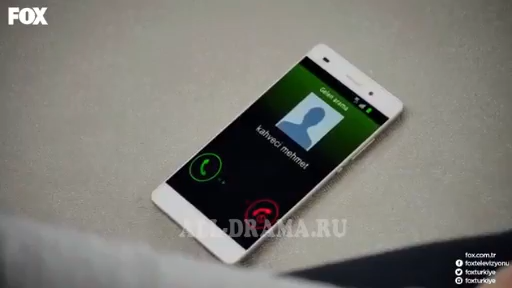 FOX
Gelen arama
kahveci mehmet
ALL-DRAMA.RU
fox.com.tr
foxtelevizyonu
foxturkiye
foxturkiye